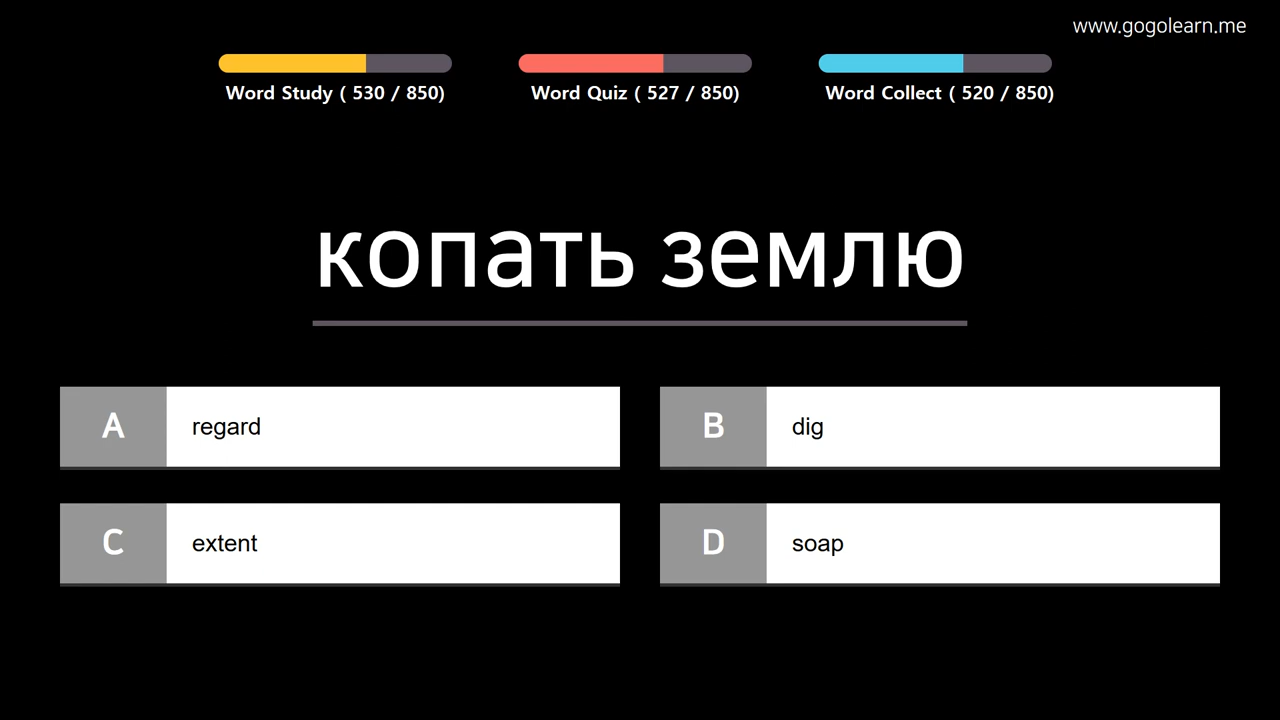 www.gogolearn.me
Word Study ( 530 / 850)
Word Quiz ( 527 / 850)
Word Collect ( 520 / 850)
копать землю
A
regard
B
dig
C
extent
D
soap